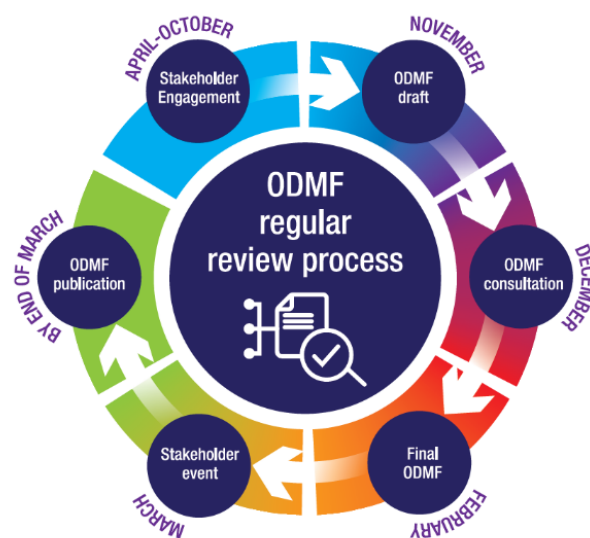 ODMF
regular
review process
APRIL-OCTOBER
Stakeholder
Engagement
NOVEMBER
ODMF
draft
DECEMBER
ODMF
consultation
FEBRUARY
Final
ODMF
MARCH
Stakeholder
event
BY END OF MARCH
ODMF
publication